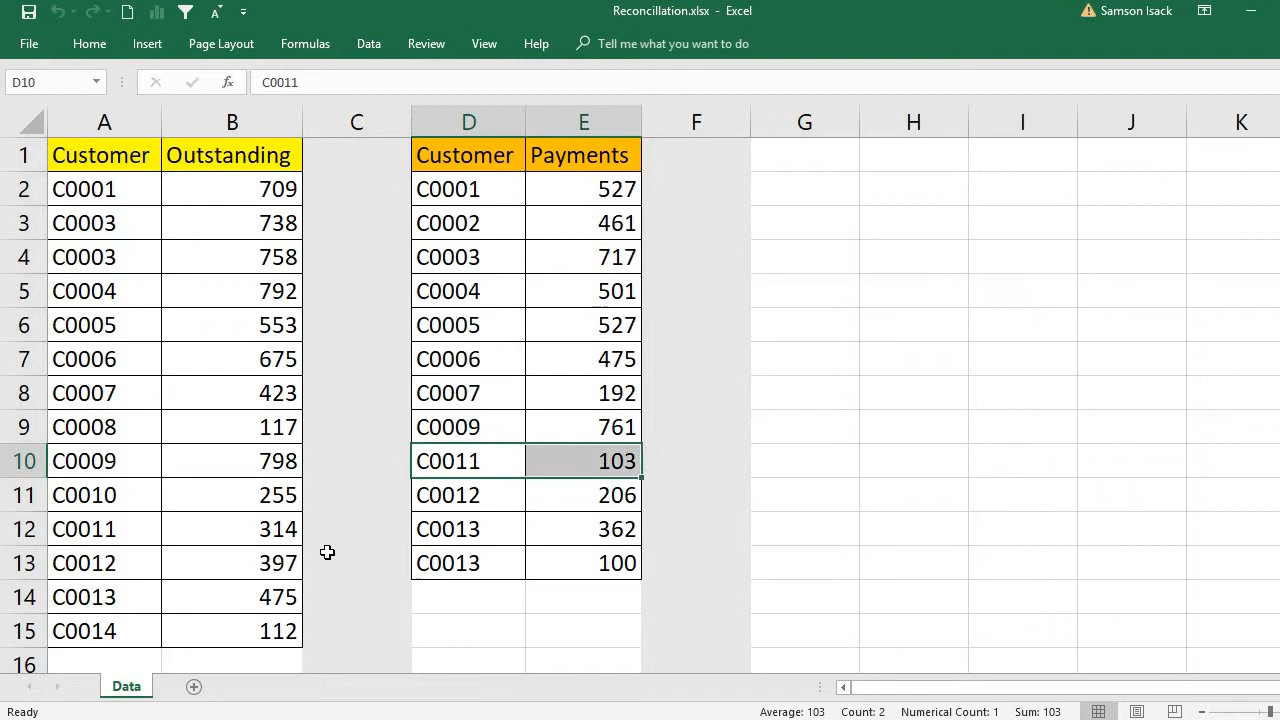 Reconcillation.xlsx - Excel
Samson Isack
File Home Insert Page Layout Formulas Data Review View Help Tell me what you want to do
D10 fx C0011
A B C D E F G H I J K
1 Customer Outstanding Customer Payments
2 C0001 709 C0001 527
3 C0003 738 C0002 461
4 C0003 758 C0003 717
5 C0004 792 C0004 501
6 C0005 553 C0005 527
7 C0006 675 C0006 475
8 C0007 423 C0007 192
9 C0008 117 C0009 761
10 C0009 798 C0011 103
11 C0010 255 C0012 206
12 C0011 314 C0013 362
13 C0012 397 C0013 100
14 C0013 475
15 C0014 112
16
Data
Ready Average: 103 Count: 2 Numerical Count: 1 Sum: 103